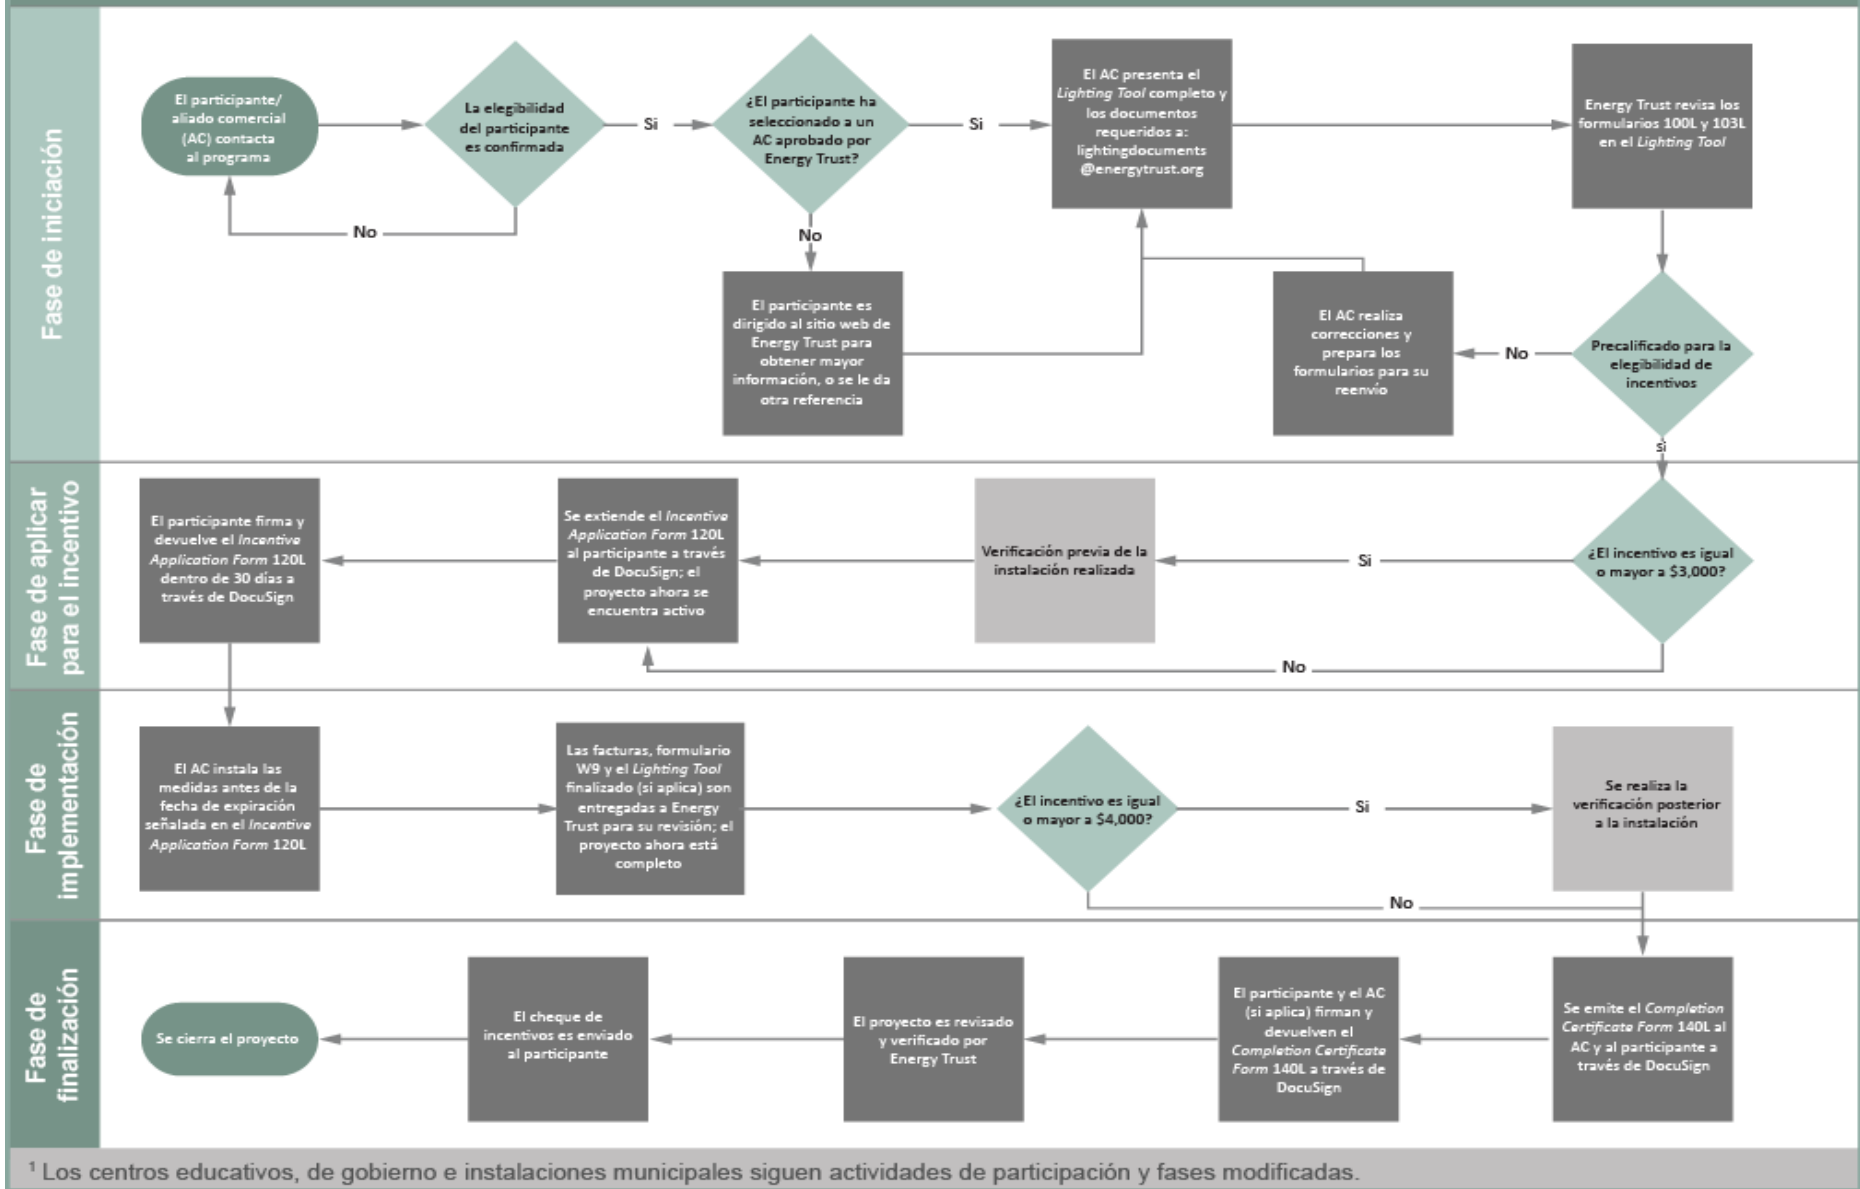 Fase de iniciación
El participante/
aliado comercial
(AC) contacta
al programa
La elegibilidad
del participante
es confirmada
Si
No
¿El participante ha
seleccionado a un
AC aprobado por
Energy Trust?
Si
No
El AC presenta el
Lighting Tool completo y
los documentos
requeridos a:
lightingdocuments
@energytrust.org
Energy Trust revisa los
formularios 100L y 103L
en el Lighting Tool
El participante es
dirigido al sitio web de
Energy Trust para
obtener mayor
información, o se le da
otra referencia
El AC realiza
correcciones y
prepara los
formularios para su
reenvío
No
Precalificado para la
elegibilidad de
incentivos
si
Fase de aplicar
para el incentivo
El participante firma y
devuelve el Incentive
Application Form 120L
dentro de 30 días a
través de DocuSign
Se extiende el Incentive
Application Form 120L
al participante a través
de DocuSign; el
proyecto ahora se
encuentra activo
Verificación previa de la
instalación realizada
Si
¿El incentivo es igual
o mayor a $3,000?
No
Fase de
implementación
El AC instala las
medidas antes de la
fecha de expiración
señalada en el Incentive
Application Form 120L
Las facturas, formulario
W9 y el Lighting Tool
finalizado (si aplica) son
entregadas a Energy
Trust para su revisión; el
proyecto ahora está
completo
¿El incentivo es igual
o mayor a $4,000?
Si
No
Se realiza la
verificación posterior
a la instalación
Fase de
finalización
Se cierra el proyecto
El cheque de
incentivos es enviado
al participante
El proyecto es revisado
y verificado por
Energy Trust
El participante y el AC
(si aplica) firman y
devuelven el
Completion Certificate
Form 140L a través de
DocuSign
Se emite el Completion
Certificate Form 140L al
AC y al participante a
través de DocuSign
¹ Los centros educativos, de gobierno e instalaciones municipales siguen actividades de participación y fases modificadas.